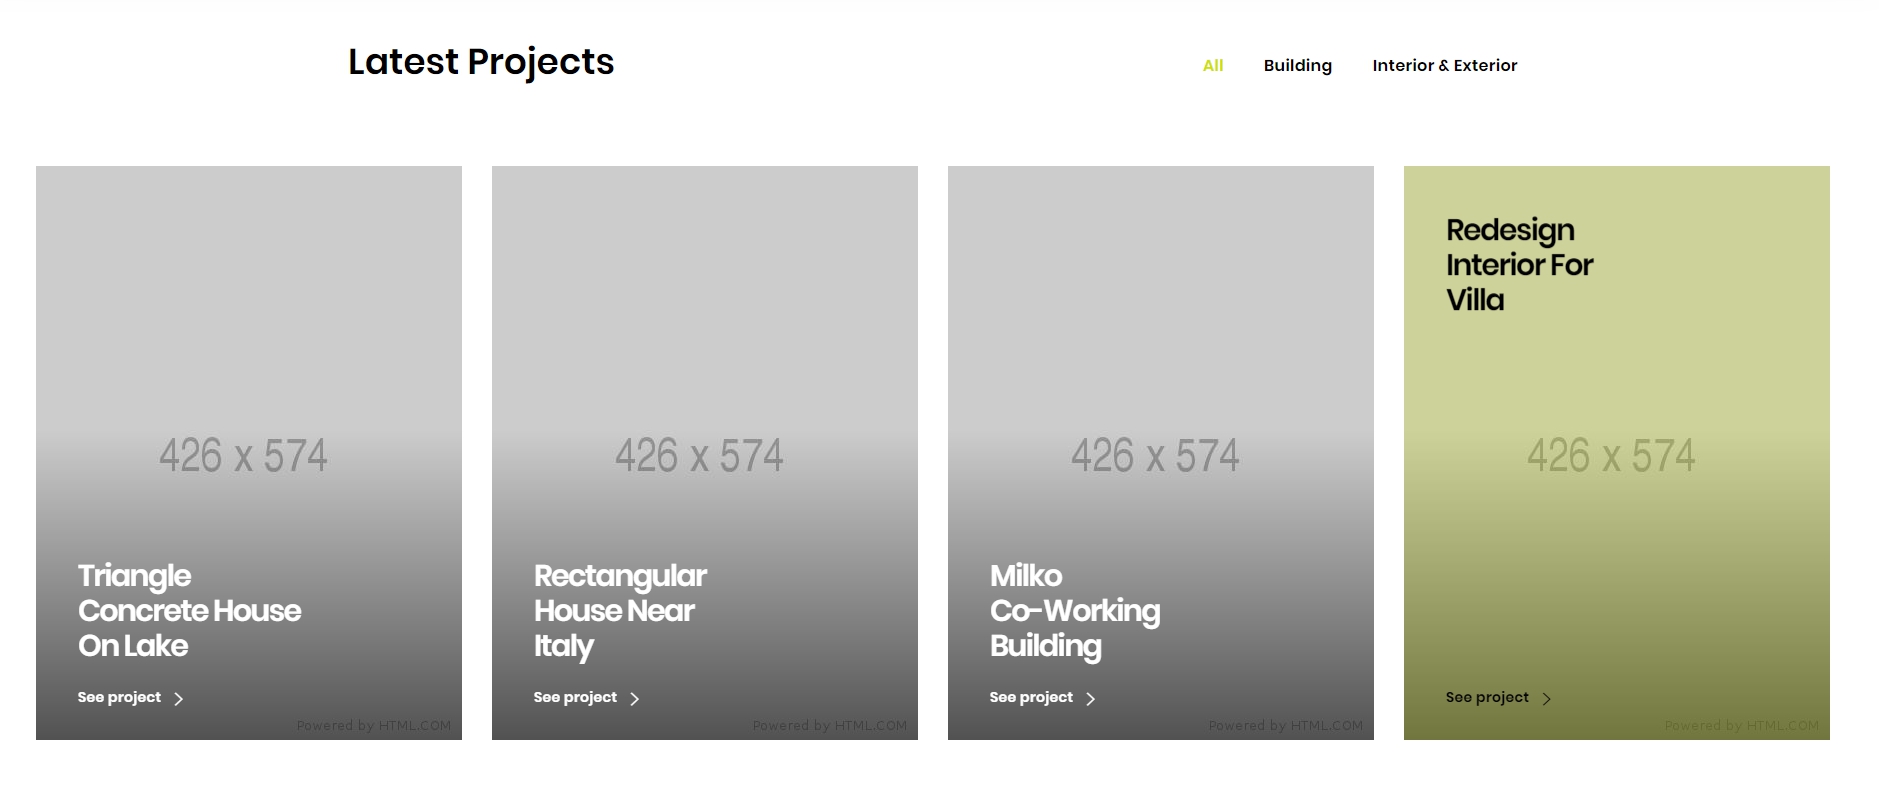 Latest Projects
All
Building
Interior & Exterior
426 x 574
Triangle
Concrete House
On Lake
See project
Powered by HTML.COM
426 x 574
Rectangular
House Near
Italy
See project
Powered by HTML.COM
426 x 574
Milko
Co-Working
Building
See project
Powered by HTML.COM
Redesign
Interior For
Villa
426 x 574
See project
Powered by HTML.COM